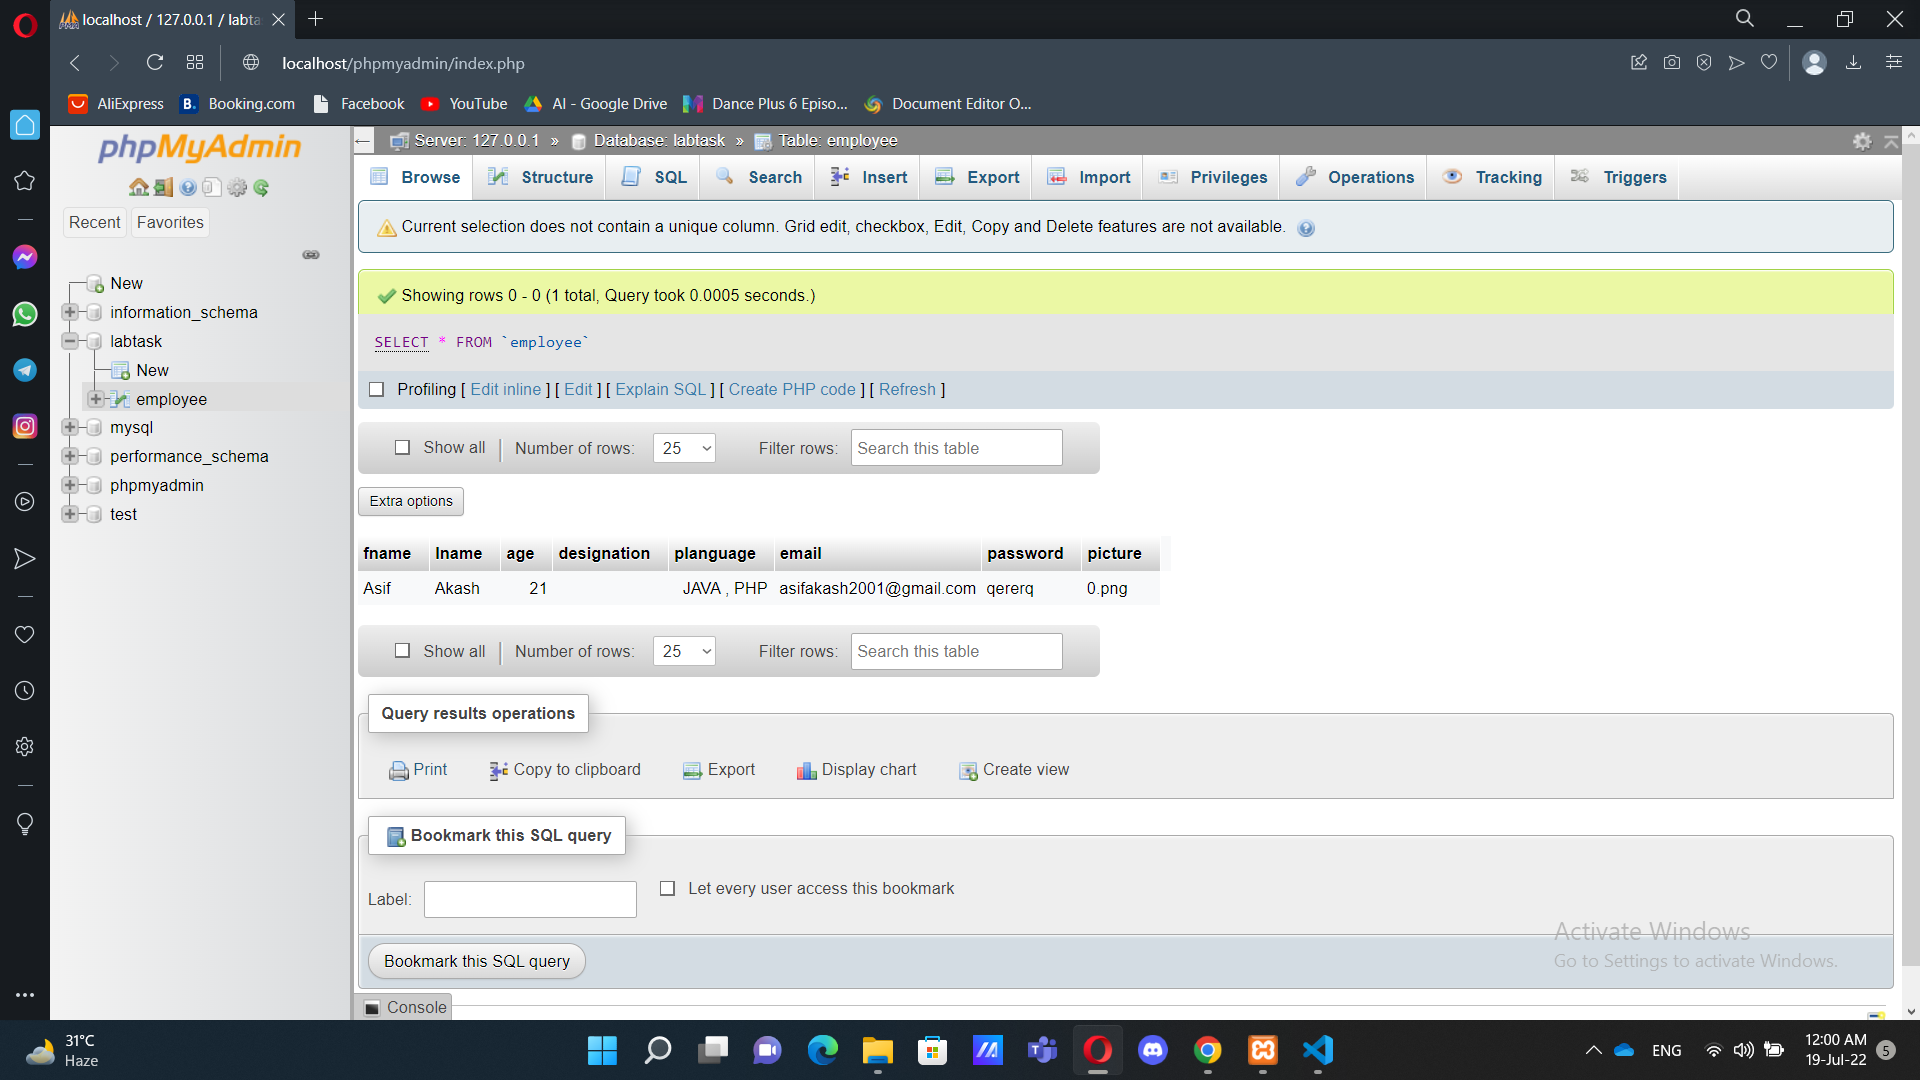 localhost / 127.0.0.1 / labta
localhost/phpmyadmin/index.php
AliExpress
B. Booking.com
Facebook
YouTube
AI - Google Drive
Dance Plus 6 Episo...
Document Editor O...
phpMyAdmin
Recent
Favorites
New
information_schema
labtask
New
employee
mysql
performance_schema
phpmyadmin
test
Server: 127.0.0.1 » Database: labtask » Table: employee
Browse Structure SQL Search Insert Export Import Privileges Operations Tracking Triggers
Current selection does not contain a unique column. Grid edit, checkbox, Edit, Copy and Delete features are not available.
Showing rows 0 - 0 (1 total, Query took 0.0005 seconds.)
SELECT * FROM `employee`
Profiling [ Edit inline ] [ Edit ] [ Explain SQL ] [ Create PHP code ] [ Refresh ]
Show all | Number of rows: 25 Filter rows: Search this table
Extra options
fname lname age designation planguage email password picture
Asif Akash 21 JAVA , PHP asifakash2001@gmail.com qererq 0.png
Show all | Number of rows: 25 Filter rows: Search this table
Query results operations
Print Copy to clipboard Export Display chart Create view
Bookmark this SQL query
Label: Let every user access this bookmark
Bookmark this SQL query
Console
Activate Windows
Go to Settings to activate Windows.
31°C
Haze
ENG
12:00 AM
19-Jul-22
5